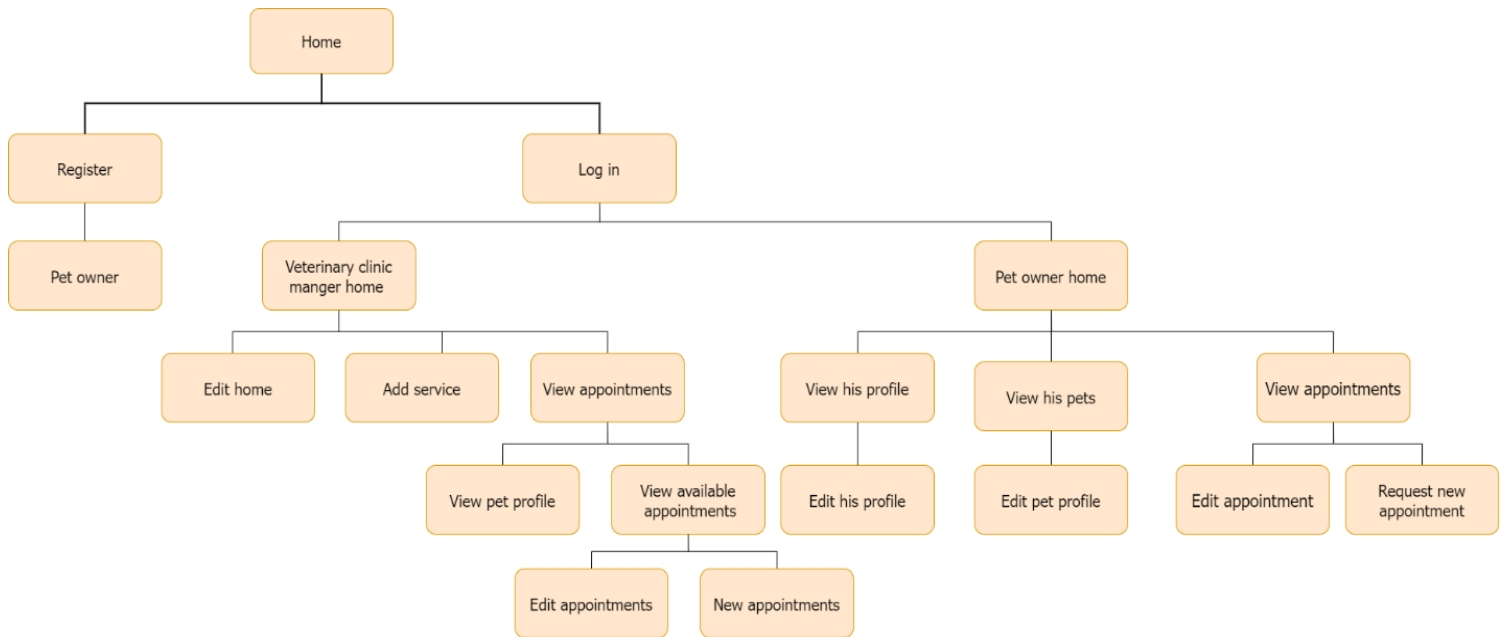 Home
Register
Log in
Pet owner
Veterinary clinic
manger home
Pet owner home
Edit home
Add service
View appointments
View his profile
View his pets
View appointments
View pet profile
View available
appointments
Edit his profile
Edit pet profile
Edit appointment
Request new
appointment
Edit appointments
New appointments